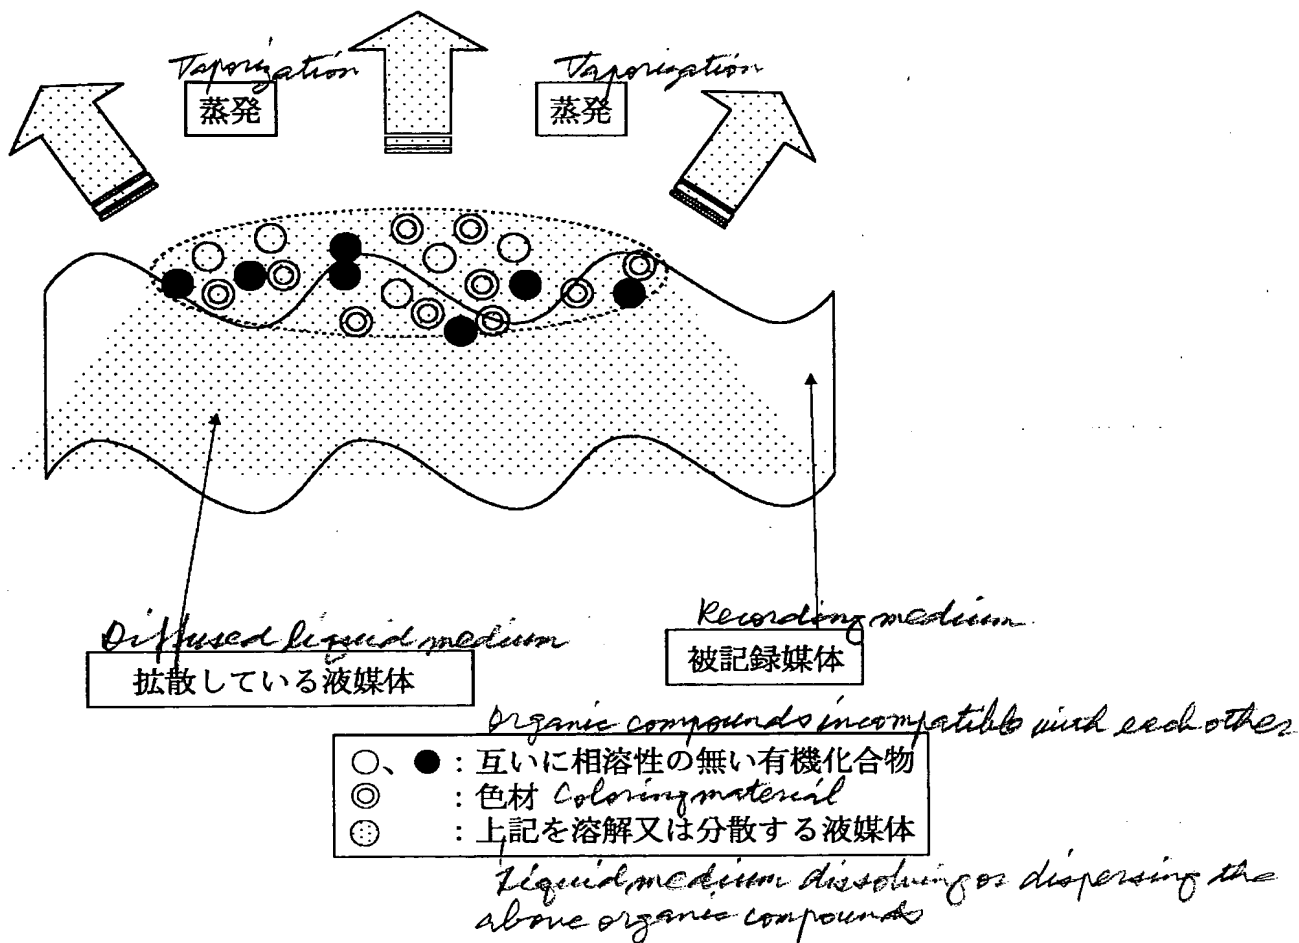 Vaporization Vaporization
蒸発 蒸発
Diffused liquid medium
拡散している液媒体
Recording medium
被記録媒体
Organic compounds incompatible with each other
○、●：互いに相溶性の無い有機化合物
◎：色材 Coloring material
：上記を溶解又は分散する液媒体
Liquid medium dissolving or dispersing the
above organic compounds